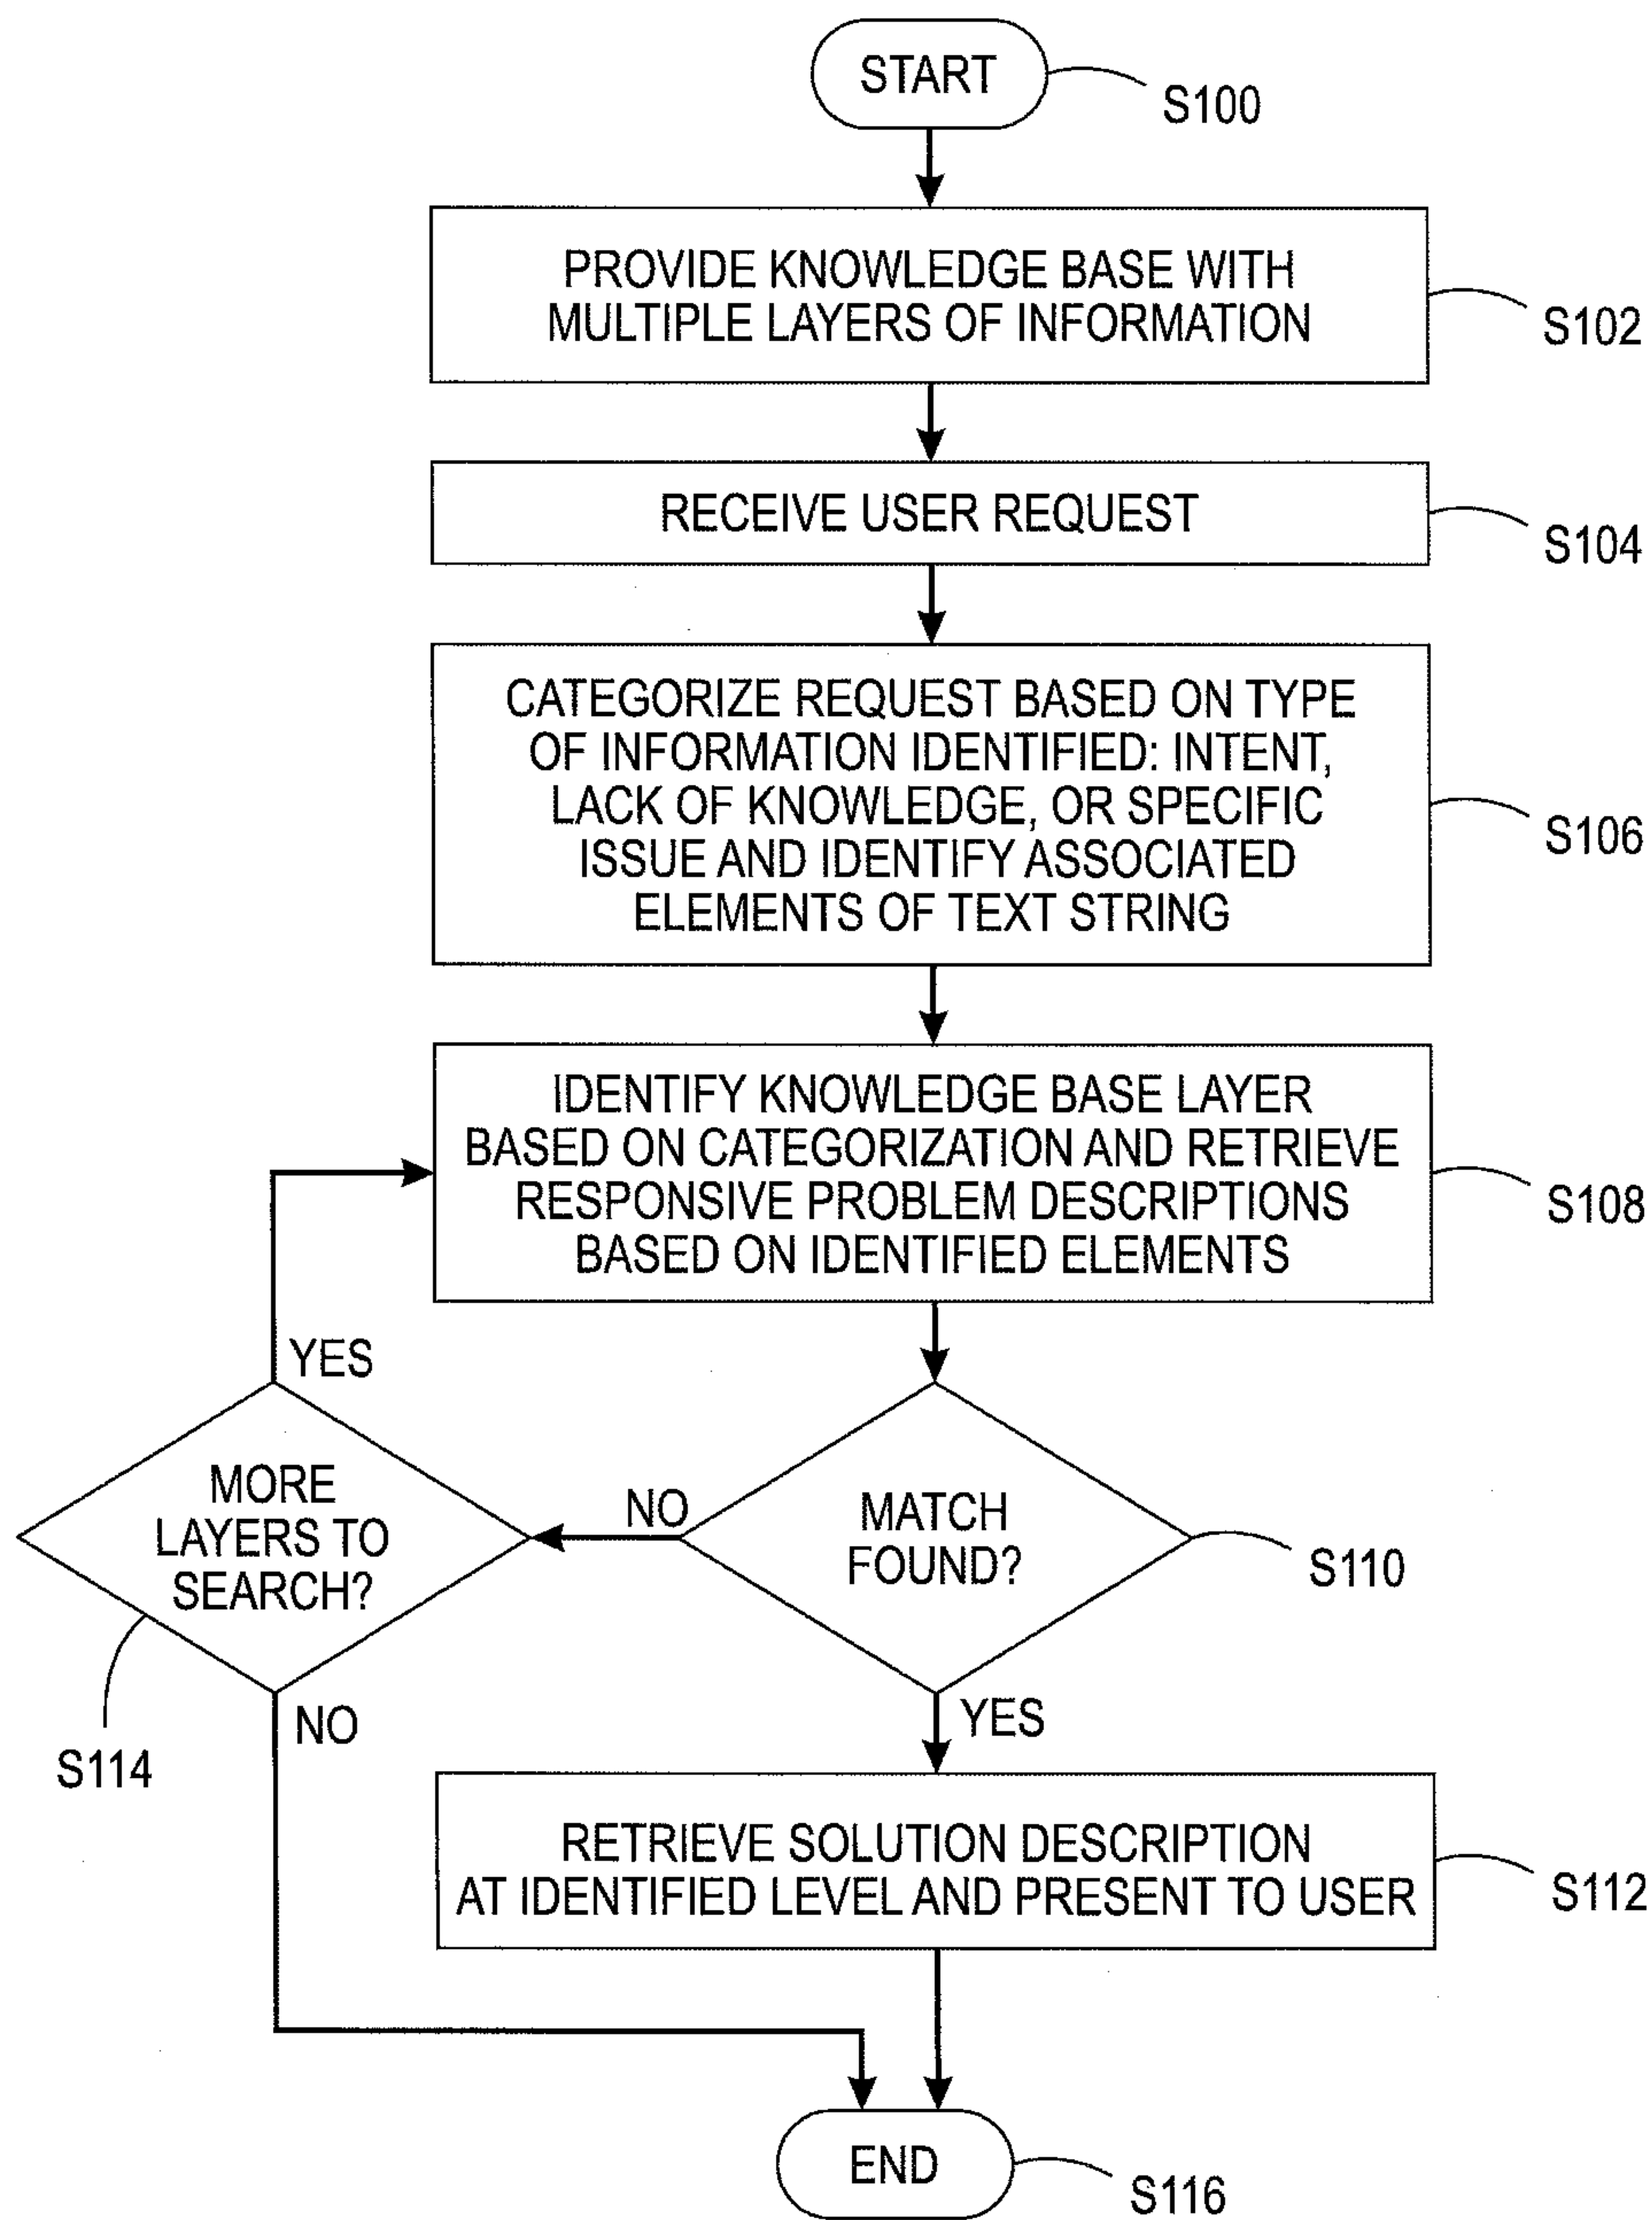 START
S100
PROVIDE KNOWLEDGE BASE WITH
MULTIPLE LAYERS OF INFORMATION
S102
RECEIVE USER REQUEST
S104
CATEGORIZE REQUEST BASED ON TYPE
OF INFORMATION IDENTIFIED: INTENT,
LACK OF KNOWLEDGE, OR SPECIFIC
ISSUE AND IDENTIFY ASSOCIATED
ELEMENTS OF TEXT STRING
S106
IDENTIFY KNOWLEDGE BASE LAYER
BASED ON CATEGORIZATION AND RETRIEVE
RESPONSIVE PROBLEM DESCRIPTIONS
BASED ON IDENTIFIED ELEMENTS
S108
YES
MORE
LAYERS TO
SEARCH?
NO
MATCH
FOUND?
S110
S114
NO
YES
RETRIEVE SOLUTION DESCRIPTION
AT IDENTIFIED LEVEL AND PRESENT TO USER
S112
END
S116